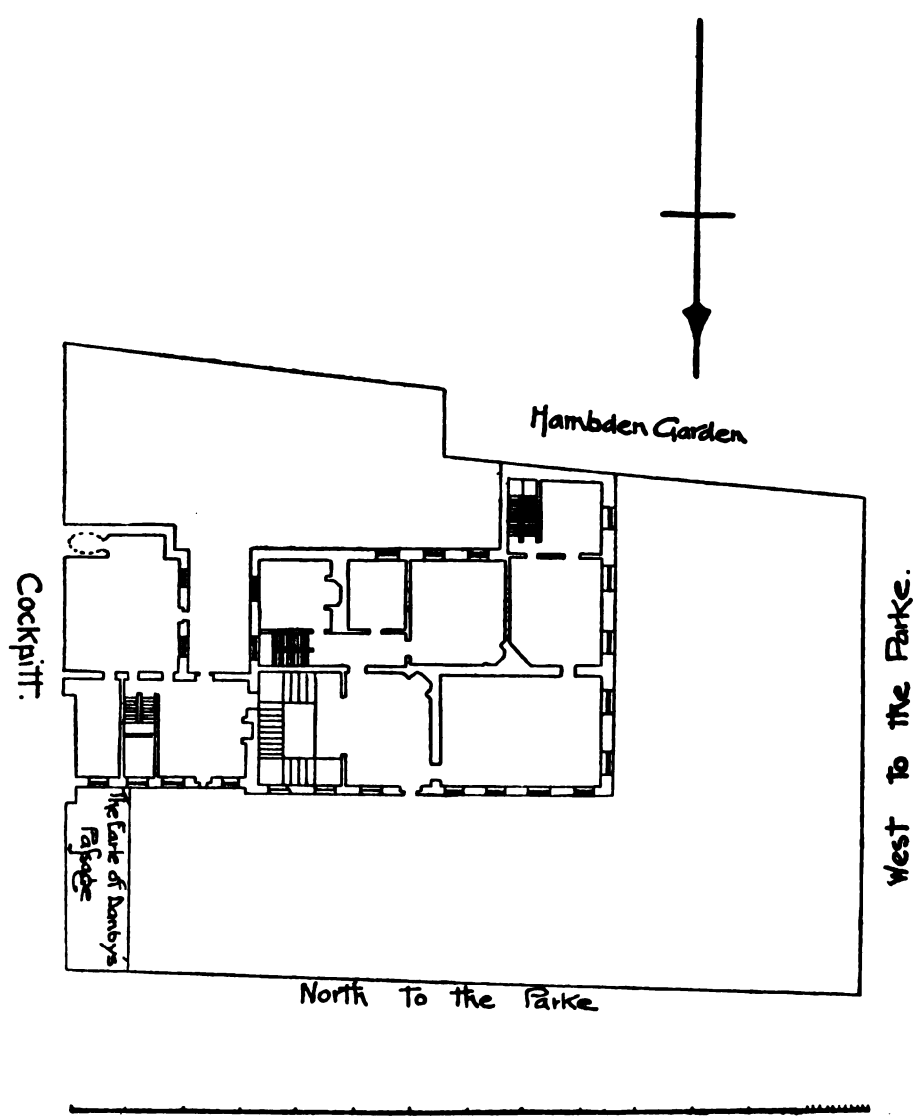 Hambden Garden
Cockpitt.
West to the Parke.
The Earle of Danby's
Passage
North to the Parke